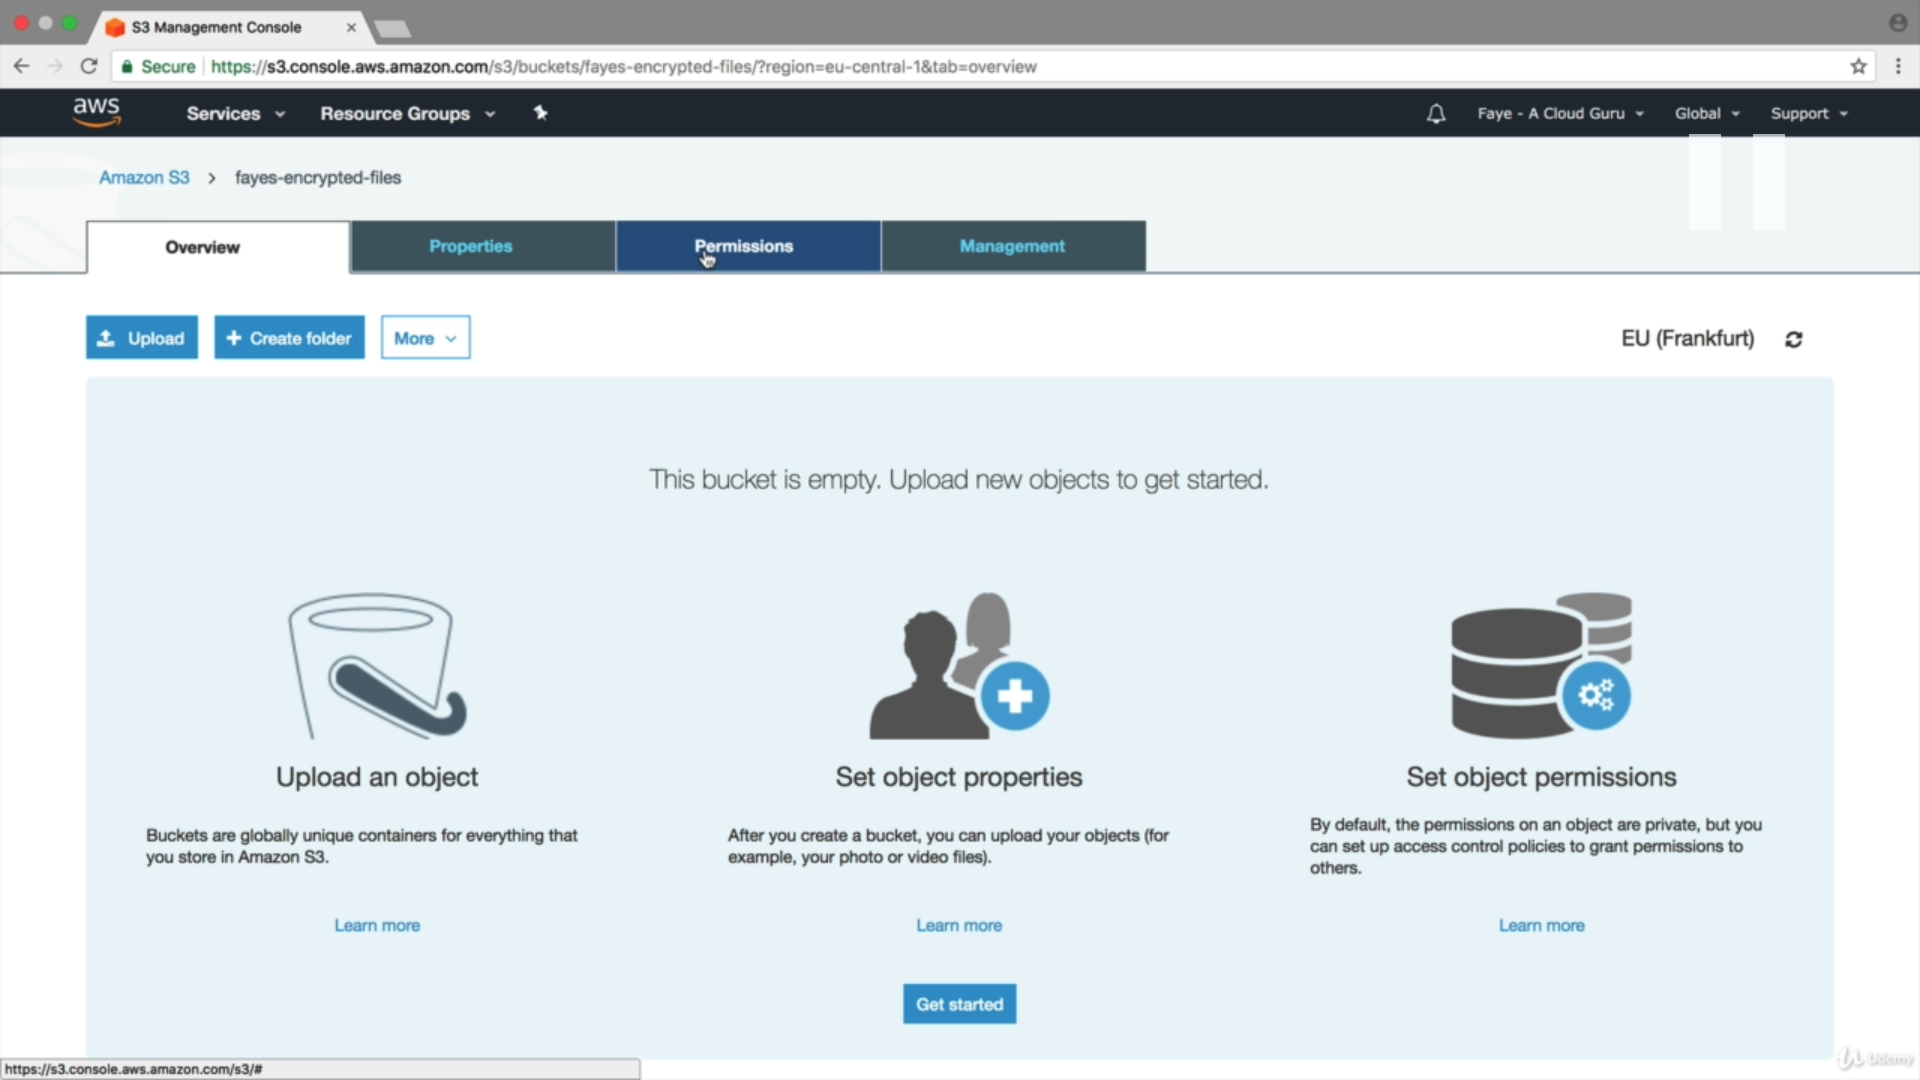 S3 Management Console
Secure https://s3.console.aws.amazon.com/s3/buckets/fayes-encrypted-files/?region=eu-central-1&tab=overview
aws Services Resource Groups Faye - A Cloud Guru Global Support
Amazon S3 > fayes-encrypted-files
Overview Properties Permissions Management
Upload + Create folder More EU (Frankfurt)
This bucket is empty. Upload new objects to get started.
Upload an object
Buckets are globally unique containers for everything that
you store in Amazon S3.
Learn more
Set object properties
After you create a bucket, you can upload your objects (for
example, your photo or video files).
Learn more
Set object permissions
By default, the permissions on an object are private, but you
can set up access control policies to grant permissions to
others.
Learn more
Get started
https://s3.console.aws.amazon.com/s3/#
Udemy